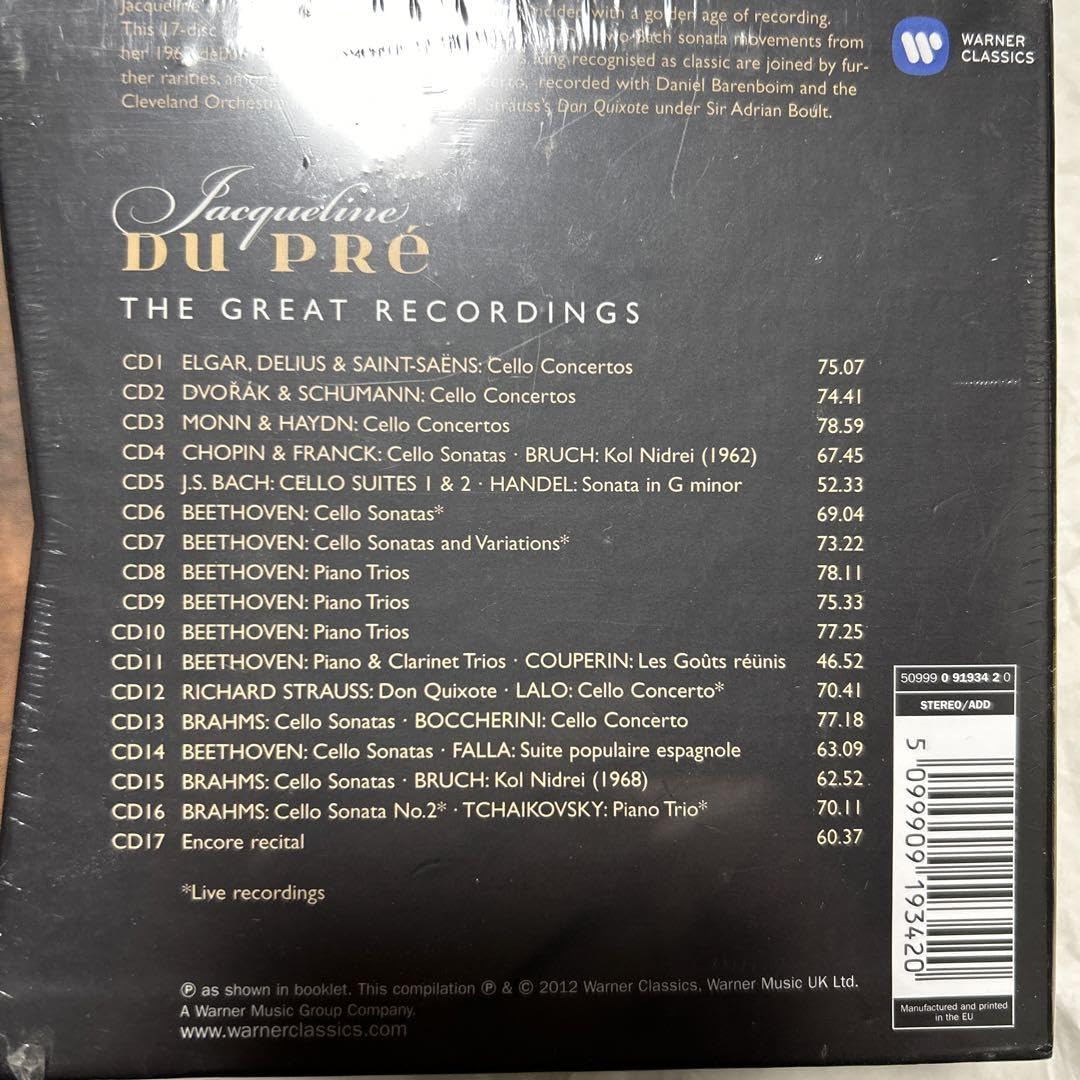 Jacqueline
ncided with a golden age of recording.
This 17-disc
two Bach sonata movements from
her 196
long recognised as classic are joined by fur-
ther rarities,
recorded with Daniel Barenboim and the
Cleveland Orchestra
Strauss's Don Quixote under Sir Adrian Boult.
WARNER
CLASSICS
Jacqueline
DU PRé
THE GREAT RECORDINGS
CD1 ELGAR, DELIUS & SAINT-SAËNS: Cello Concertos 75.07
CD2 DVOŘÁK & SCHUMANN: Cello Concertos 74.41
CD3 MONN & HAYDN: Cello Concertos 78.59
CD4 CHOPIN & FRANCK: Cello Sonatas · BRUCH: Kol Nidrei (1962) 67.45
CD5 J.S. BACH: CELLO SUITES 1 & 2 · HANDEL: Sonata in G minor 52.33
CD6 BEETHOVEN: Cello Sonatas* 69.04
CD7 BEETHOVEN: Cello Sonatas and Variations* 73.22
CD8 BEETHOVEN: Piano Trios 78.11
CD9 BEETHOVEN: Piano Trios 75.33
CD10 BEETHOVEN: Piano Trios 77.25
CD11 BEETHOVEN: Piano & Clarinet Trios · COUPERIN: Les Goûts réünis 46.52
CD12 RICHARD STRAUSS: Don Quixote · LALO: Cello Concerto* 70.41
CD13 BRAHMS: Cello Sonatas · BOCCHERINI: Cello Concerto 77.18
CD14 BEETHOVEN: Cello Sonatas · FALLA: Suite populaire espagnole 63.09
CD15 BRAHMS: Cello Sonatas · BRUCH: Kol Nidrei (1968) 62.52
CD16 BRAHMS: Cello Sonata No.2* · TCHAIKOVSKY: Piano Trio* 70.11
CD17 Encore recital 60.37
*Live recordings
℗ as shown in booklet. This compilation ℗ & © 2012 Warner Classics, Warner Music UK Ltd.
A Warner Music Group Company.
www.warnerclassics.com
50999 0 91934 2 0
STEREO/ADD
5 099909 193420
Manufactured and printed
in the EU